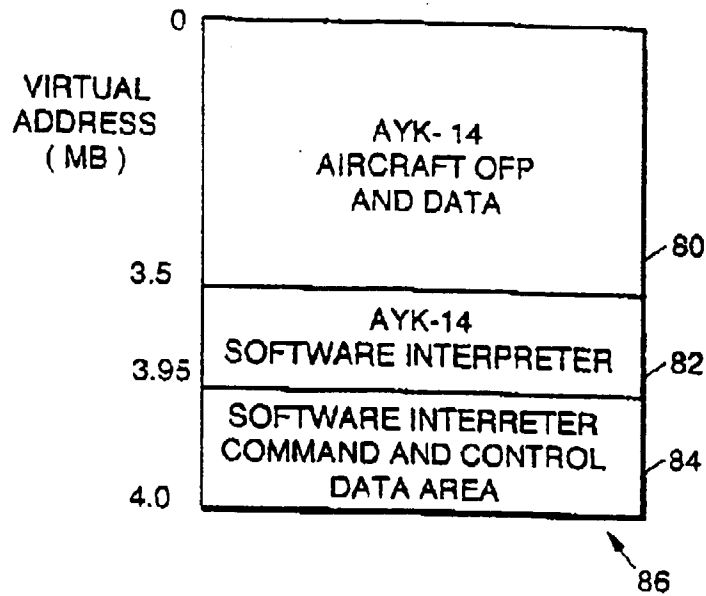 0
VIRTUAL
ADDRESS
( MB )
AYK- 14
AIRCRAFT OFP
AND DATA
80
3.5
AYK-14
SOFTWARE INTERPRETER
82
3.95
SOFTWARE INTERRETER
COMMAND AND CONTROL
DATA AREA
84
4.0
86